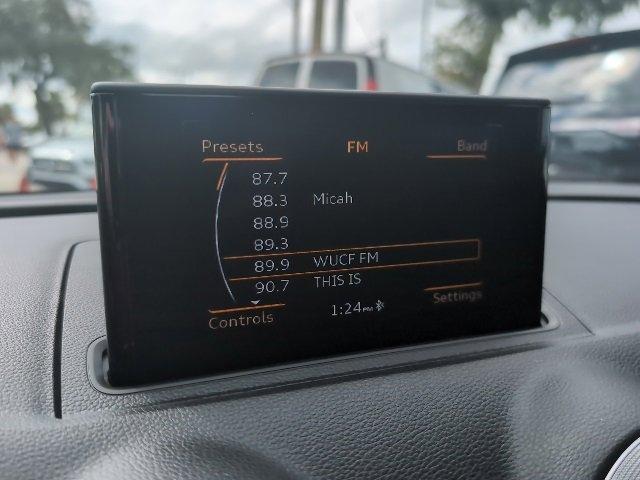 Presets FM Band
87.7
88.3 Micah
88.9
89.3
89.9 WUCF FM
90.7 THIS IS
Controls 1:24 PM Settings